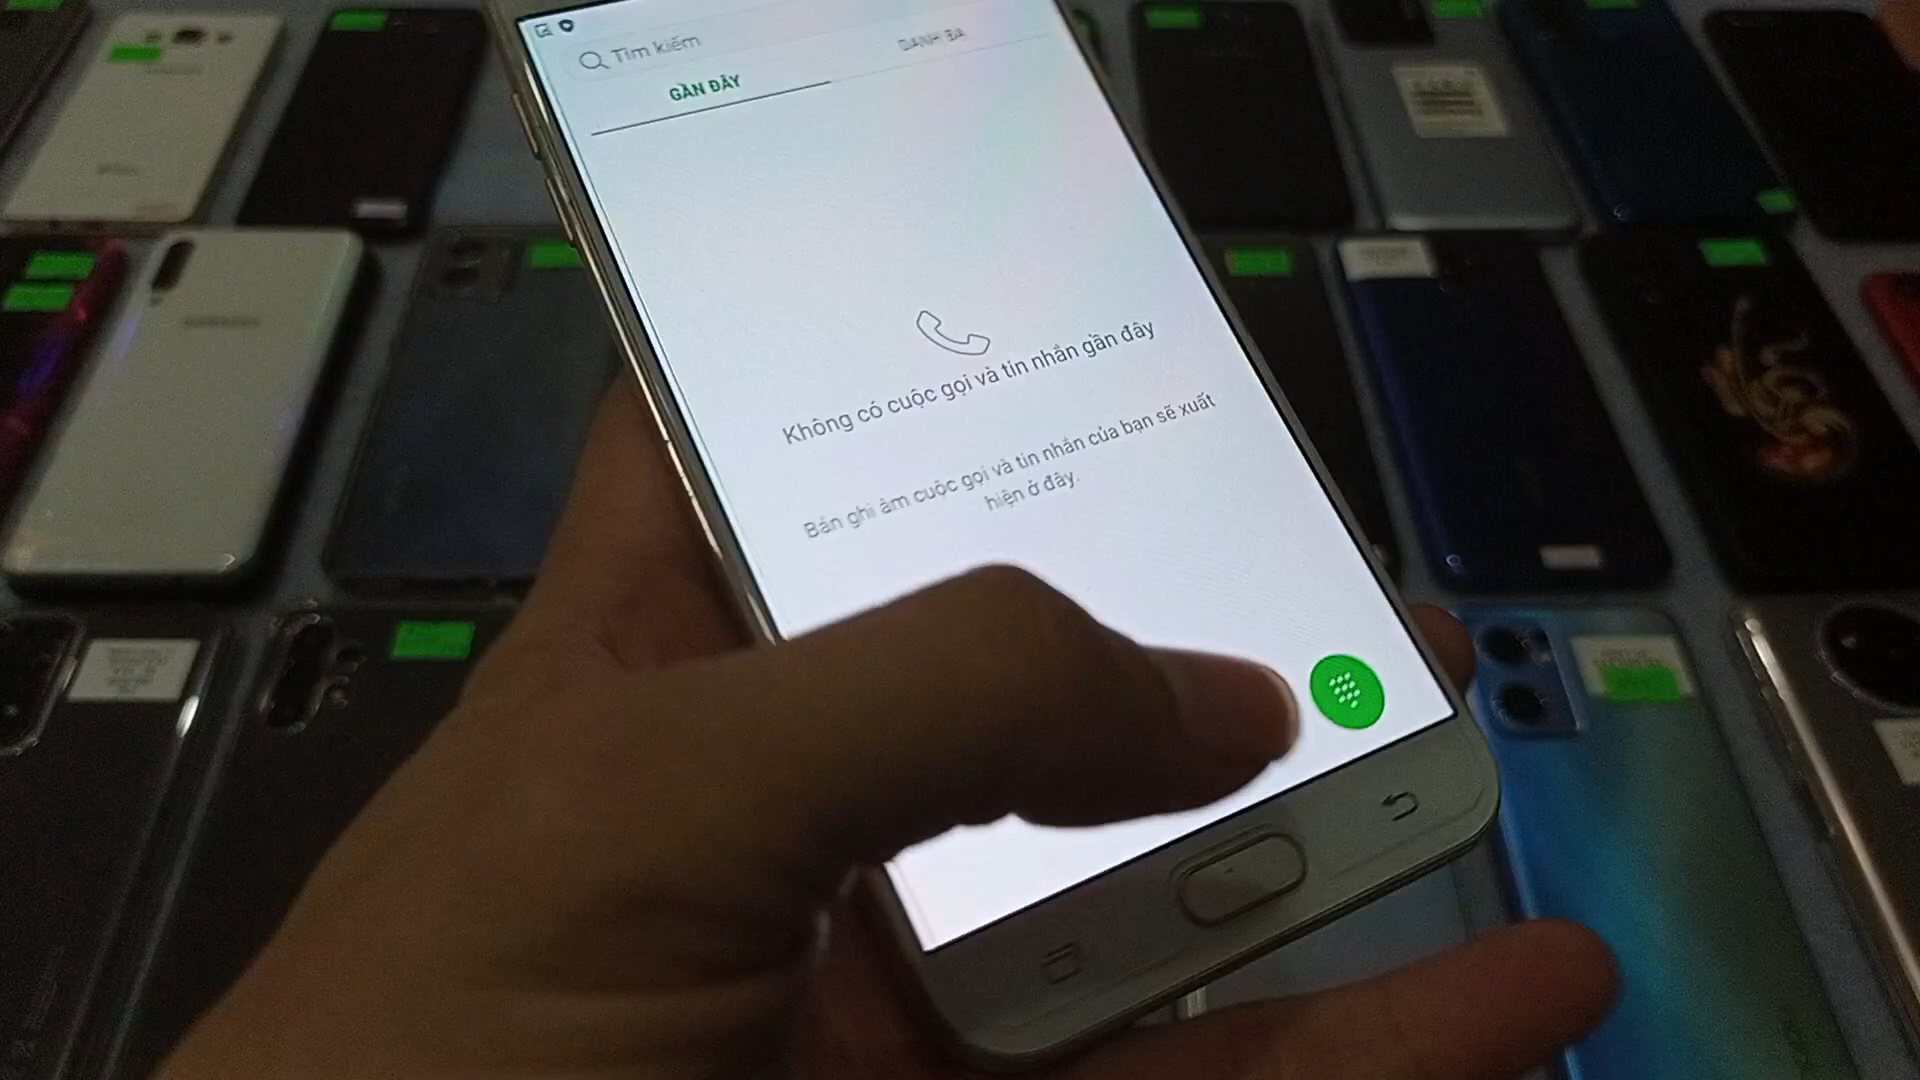 Tìm kiếm
GẦN ĐÂY
DANH BẠ
Không có cuộc gọi và tin nhắn gần đây
Bản ghi âm cuộc gọi và tin nhắn của bạn sẽ xuất
hiện ở đây.